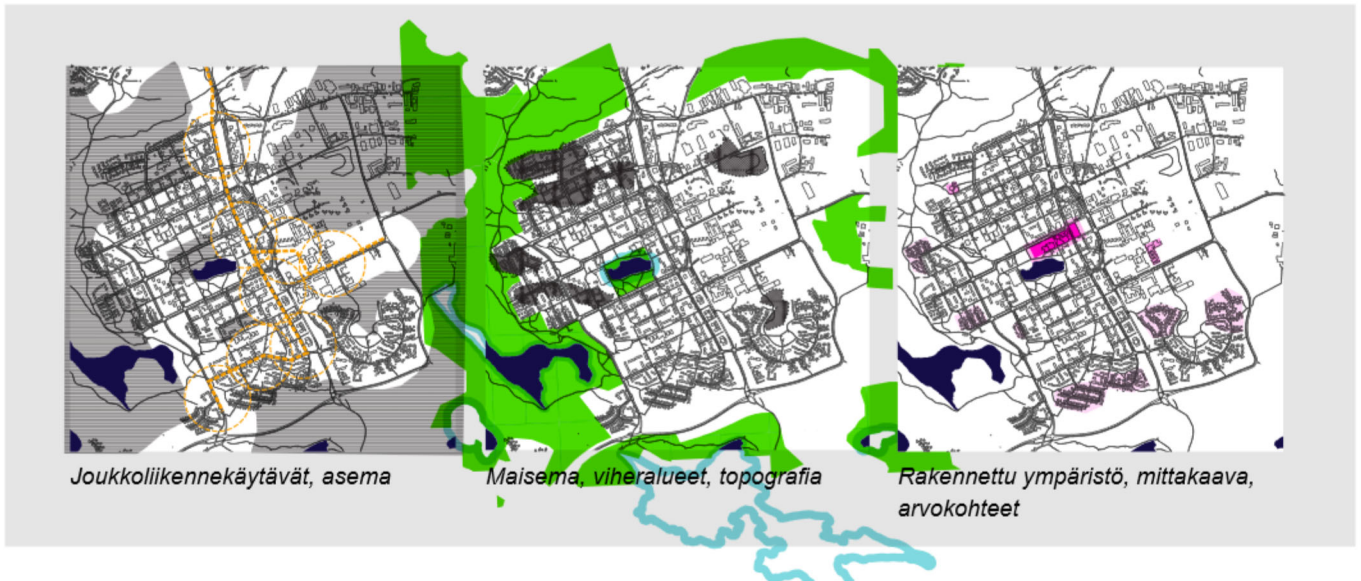 Joukkoliikennekäytävät, asema
Maisema, viheralueet, topografia
Rakennettu ympäristö, mittakaava,
arvokohteet